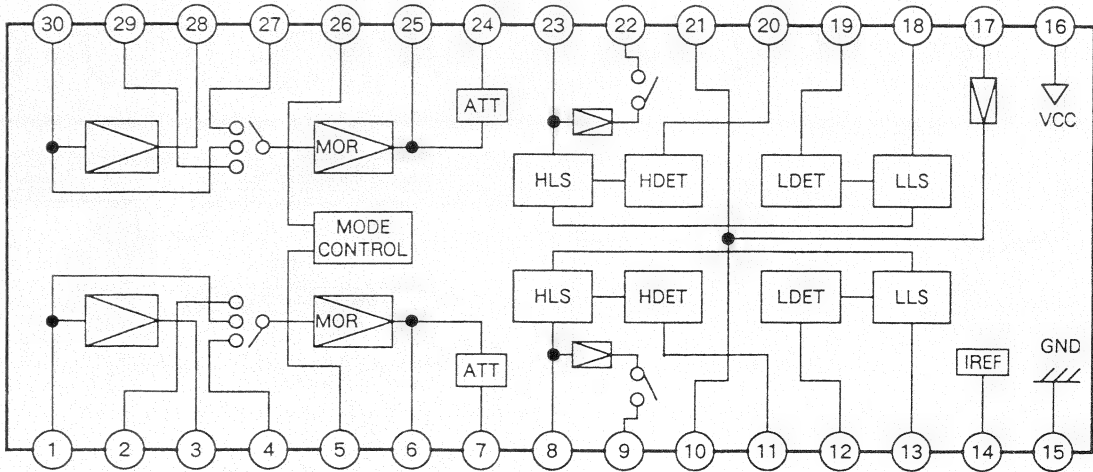 30 29 28 27 26 25 24 23 22 21 20 19 18 17 16
ATT
VCC
MOR
HLS HDET LDET LLS
MODE
CONTROL
HLS HDET LDET LLS
MOR
GND
ATT
IREF
1 2 3 4 5 6 7 8 9 10 11 12 13 14 15